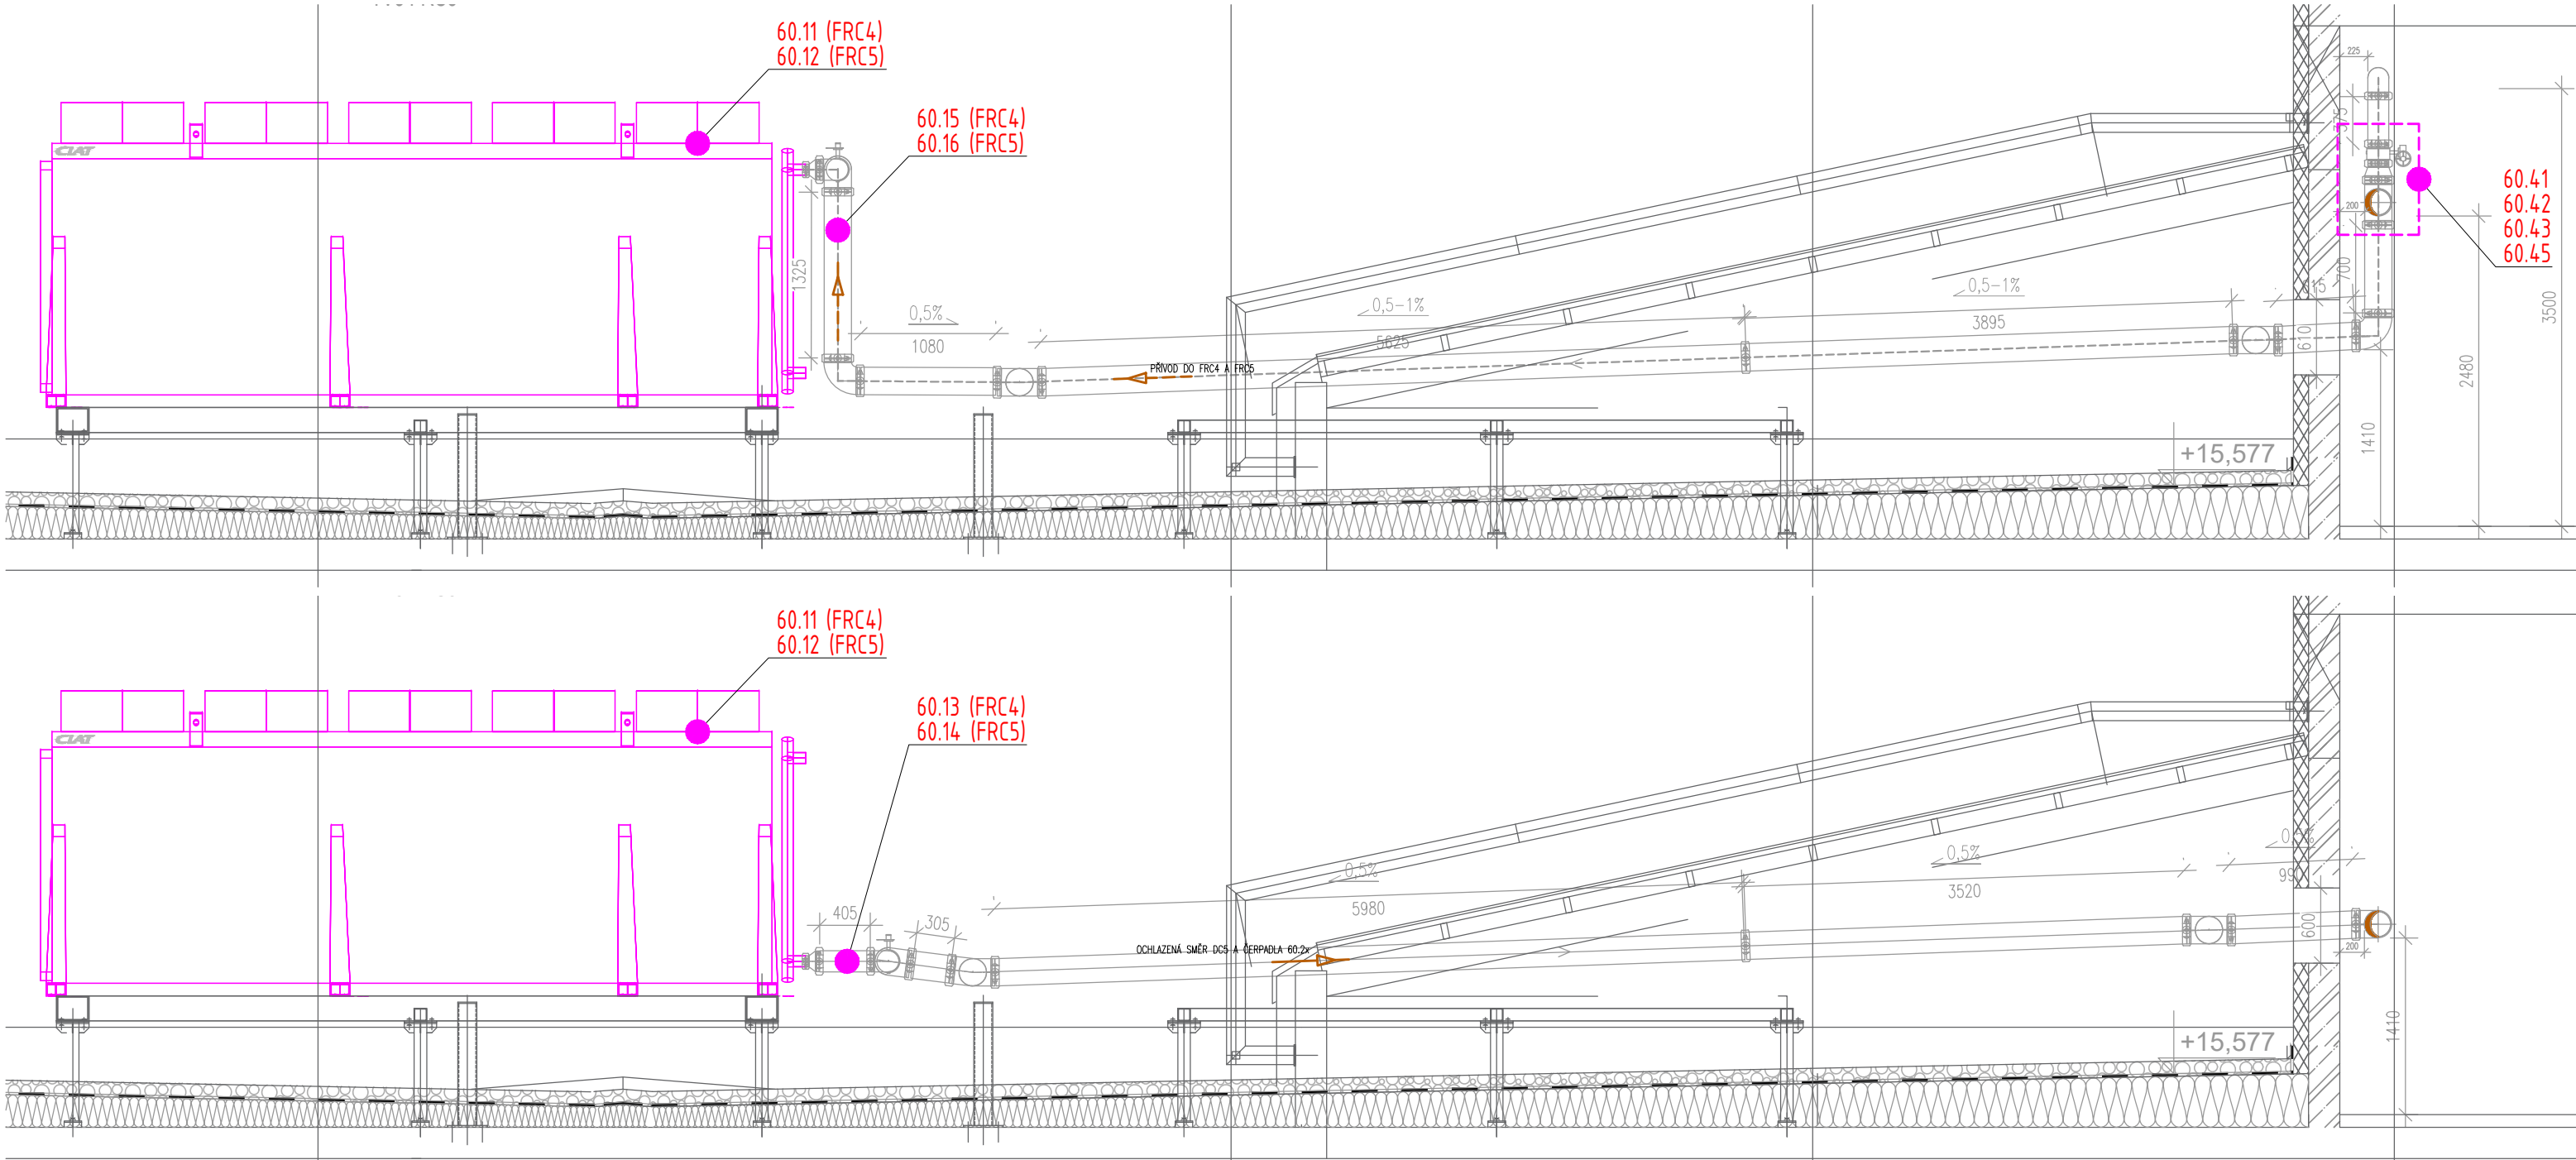 60.11 (FRC4)
60.12 (FRC5)
60.15 (FRC4)
60.16 (FRC5)
CIAT
225
375
60.41
60.42
60.43
60.45
200
700
615
1325
0,5%
1080
0,5-1%
5625
0,5-1%
3895
610
3500
2480
1410
PŘÍVOD DO FRC4 A FRC5
+15,577
60.11 (FRC4)
60.12 (FRC5)
60.13 (FRC4)
60.14 (FRC5)
CIAT
405
305
0,5%
5980
0,5%
3520
600
200
1410
OCHLAZENÁ SMĚR DC5 A ČERPADLA 60.2x
+15,577